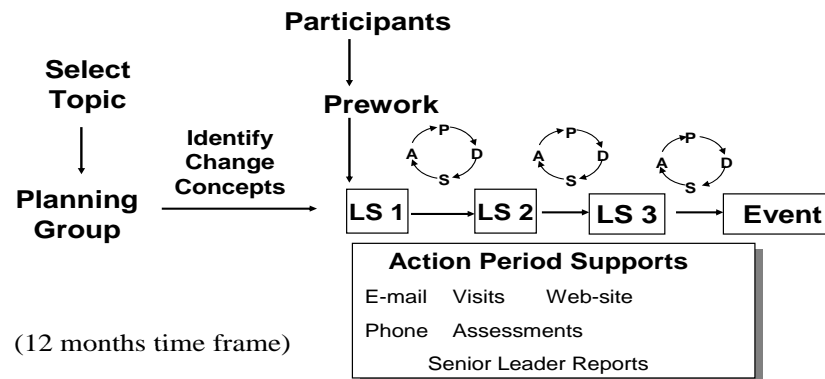 Participants
Select
Topic
Prework
Identify
Change
Concepts
P
A D
S
P
A D
S
P
A D
S
Planning
Group
LS 1
LS 2
LS 3
Event
Action Period Supports
E-mail Visits Web-site
Phone Assessments
Senior Leader Reports
(12 months time frame)